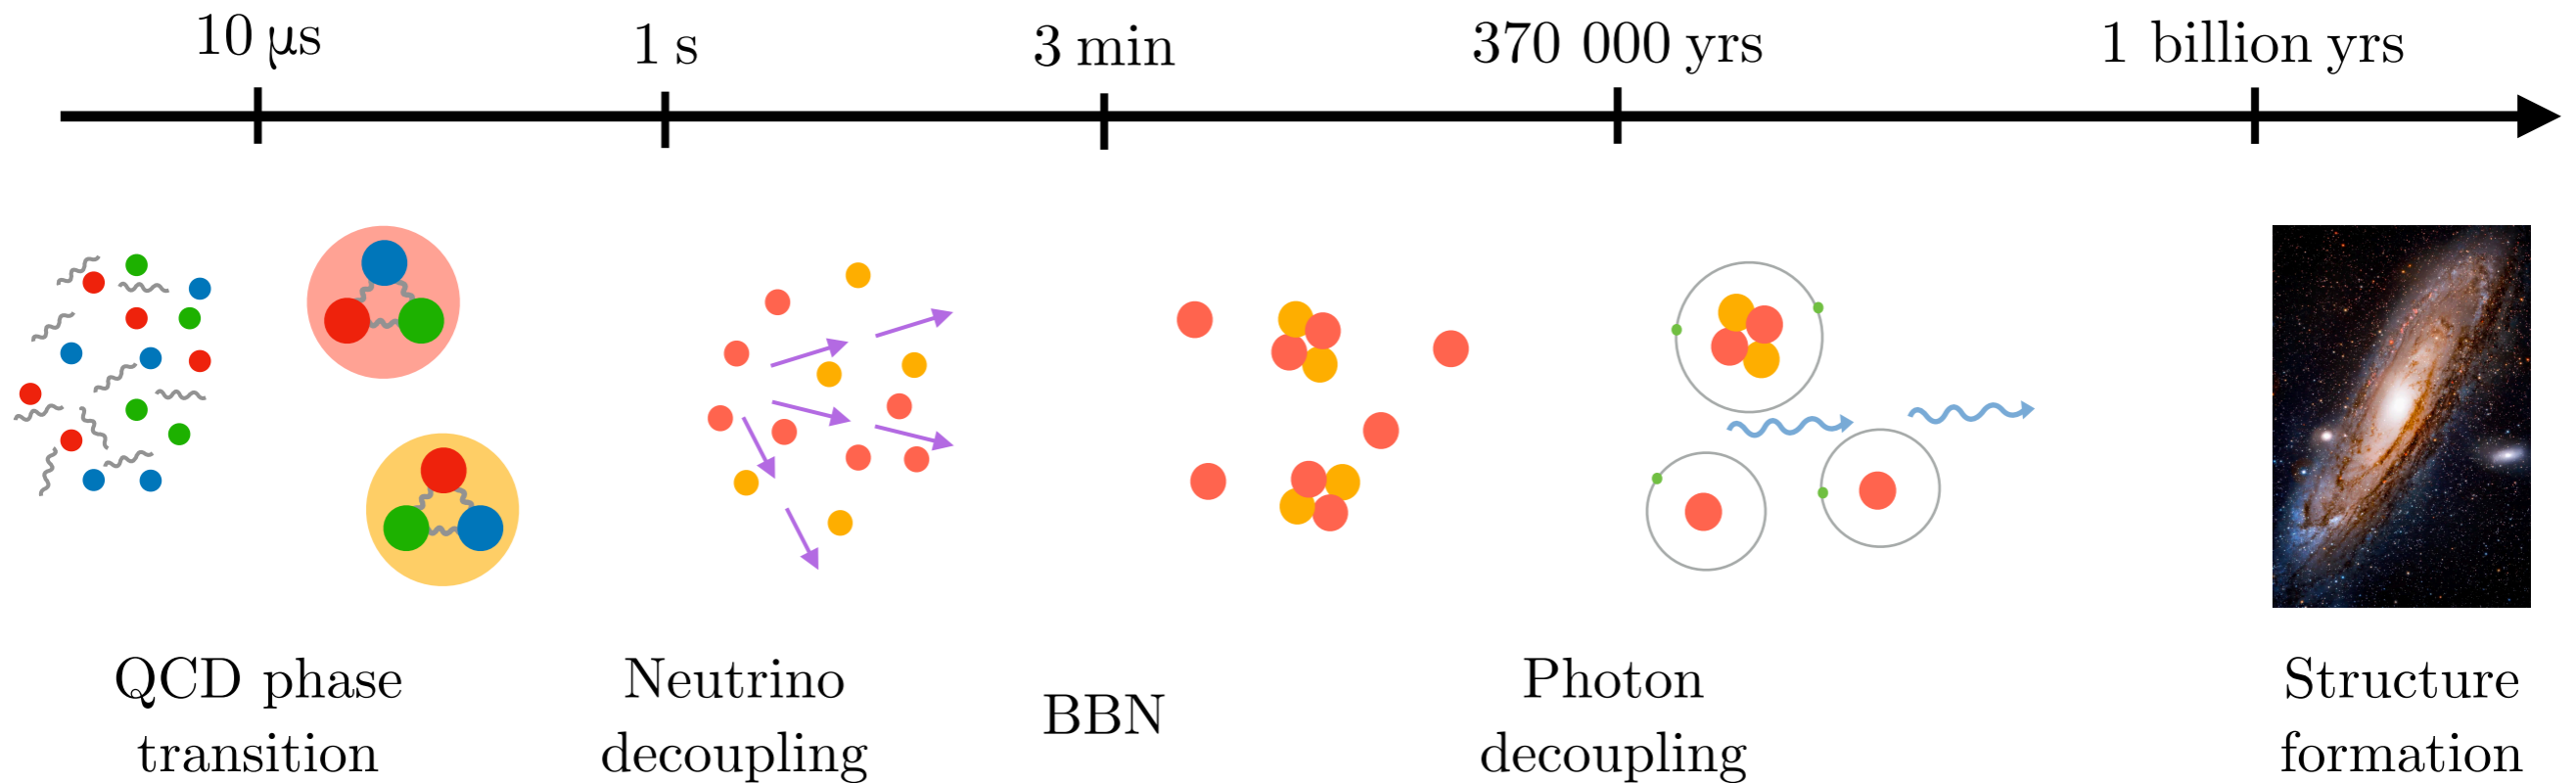 10 μs
1 s
3 min
370 000 yrs
1 billion yrs
QCD phase
transition
Neutrino
decoupling
BBN
Photon
decoupling
Structure
formation